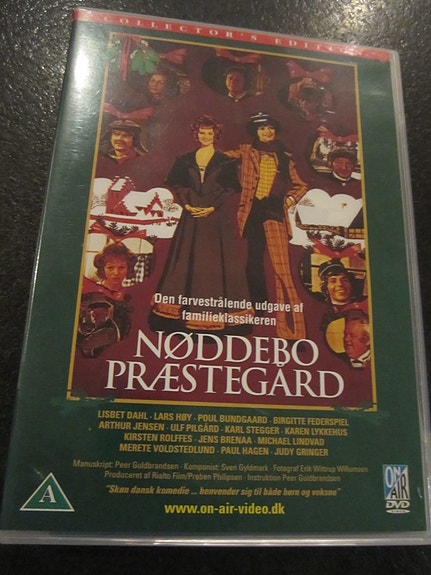 COLLECTOR'S EDITION
Den farvestrålende udgave af
familieklassikeren
NØDDEBO
PRÆSTEGÅRD
LISBET DAHL · LARS HØY · POUL BUNDGAARD · BIRGITTE FEDERSPIEL
ARTHUR JENSEN · ULF PILGÅRD · KARL STEGGER · KAREN LYKKEHUS
KIRSTEN ROLFFES · JENS BRENAA · MICHAEL LINDVAD
MERETE VOLDSTEDLUND · PAUL HAGEN · JUDY GRINGER
Manuskript: Peer Guldbrandsen · Komponist: Sven Gyldmark · Fotograf Erik Wittrup Willumsen
Produceret af Rialto Film/Preben Philipsen · Instruktion Peer Guldbrandsen
"Skøn dansk komedie ... henvender sig til både børn og voksne"
www.on-air-video.dk
A
ON
AIR
DVD